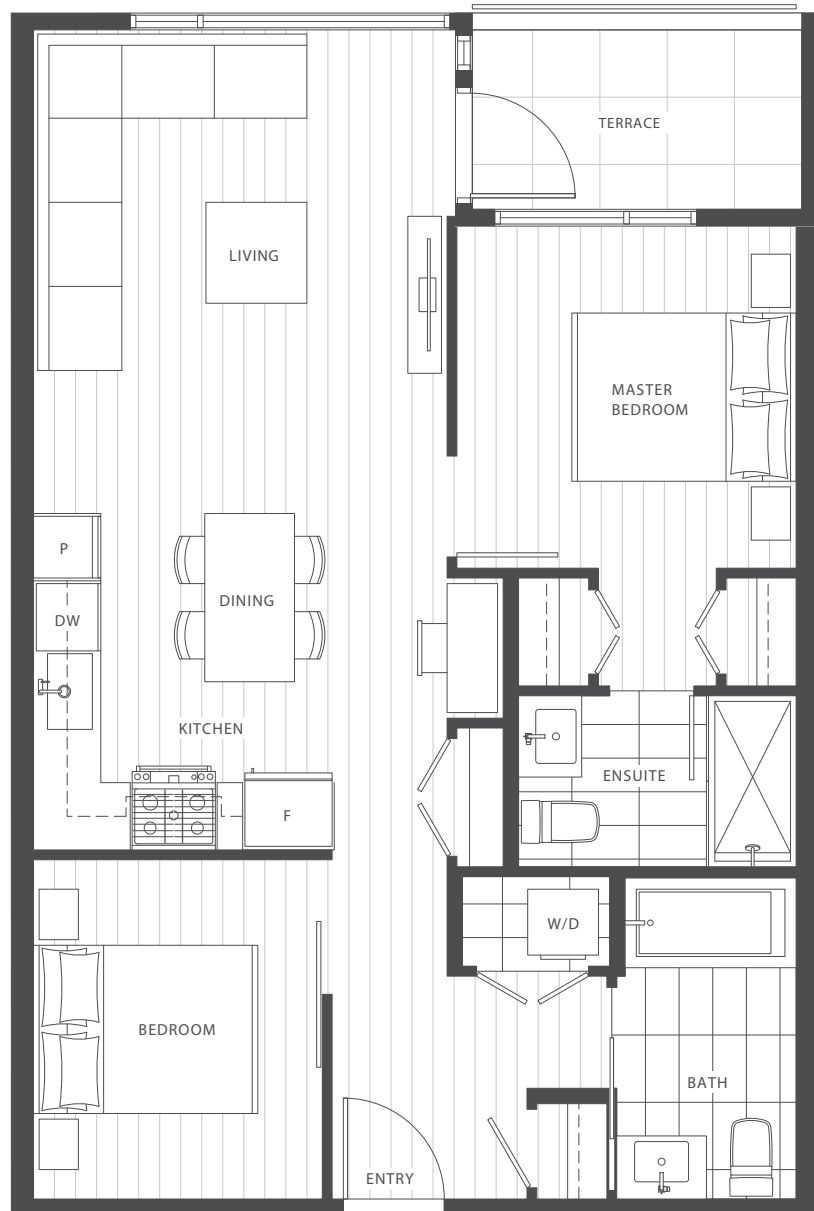 TERRACE
LIVING
MASTER
BEDROOM
P
DW
DINING
KITCHEN
ENSUITE
F
W/D
BEDROOM
BATH
ENTRY